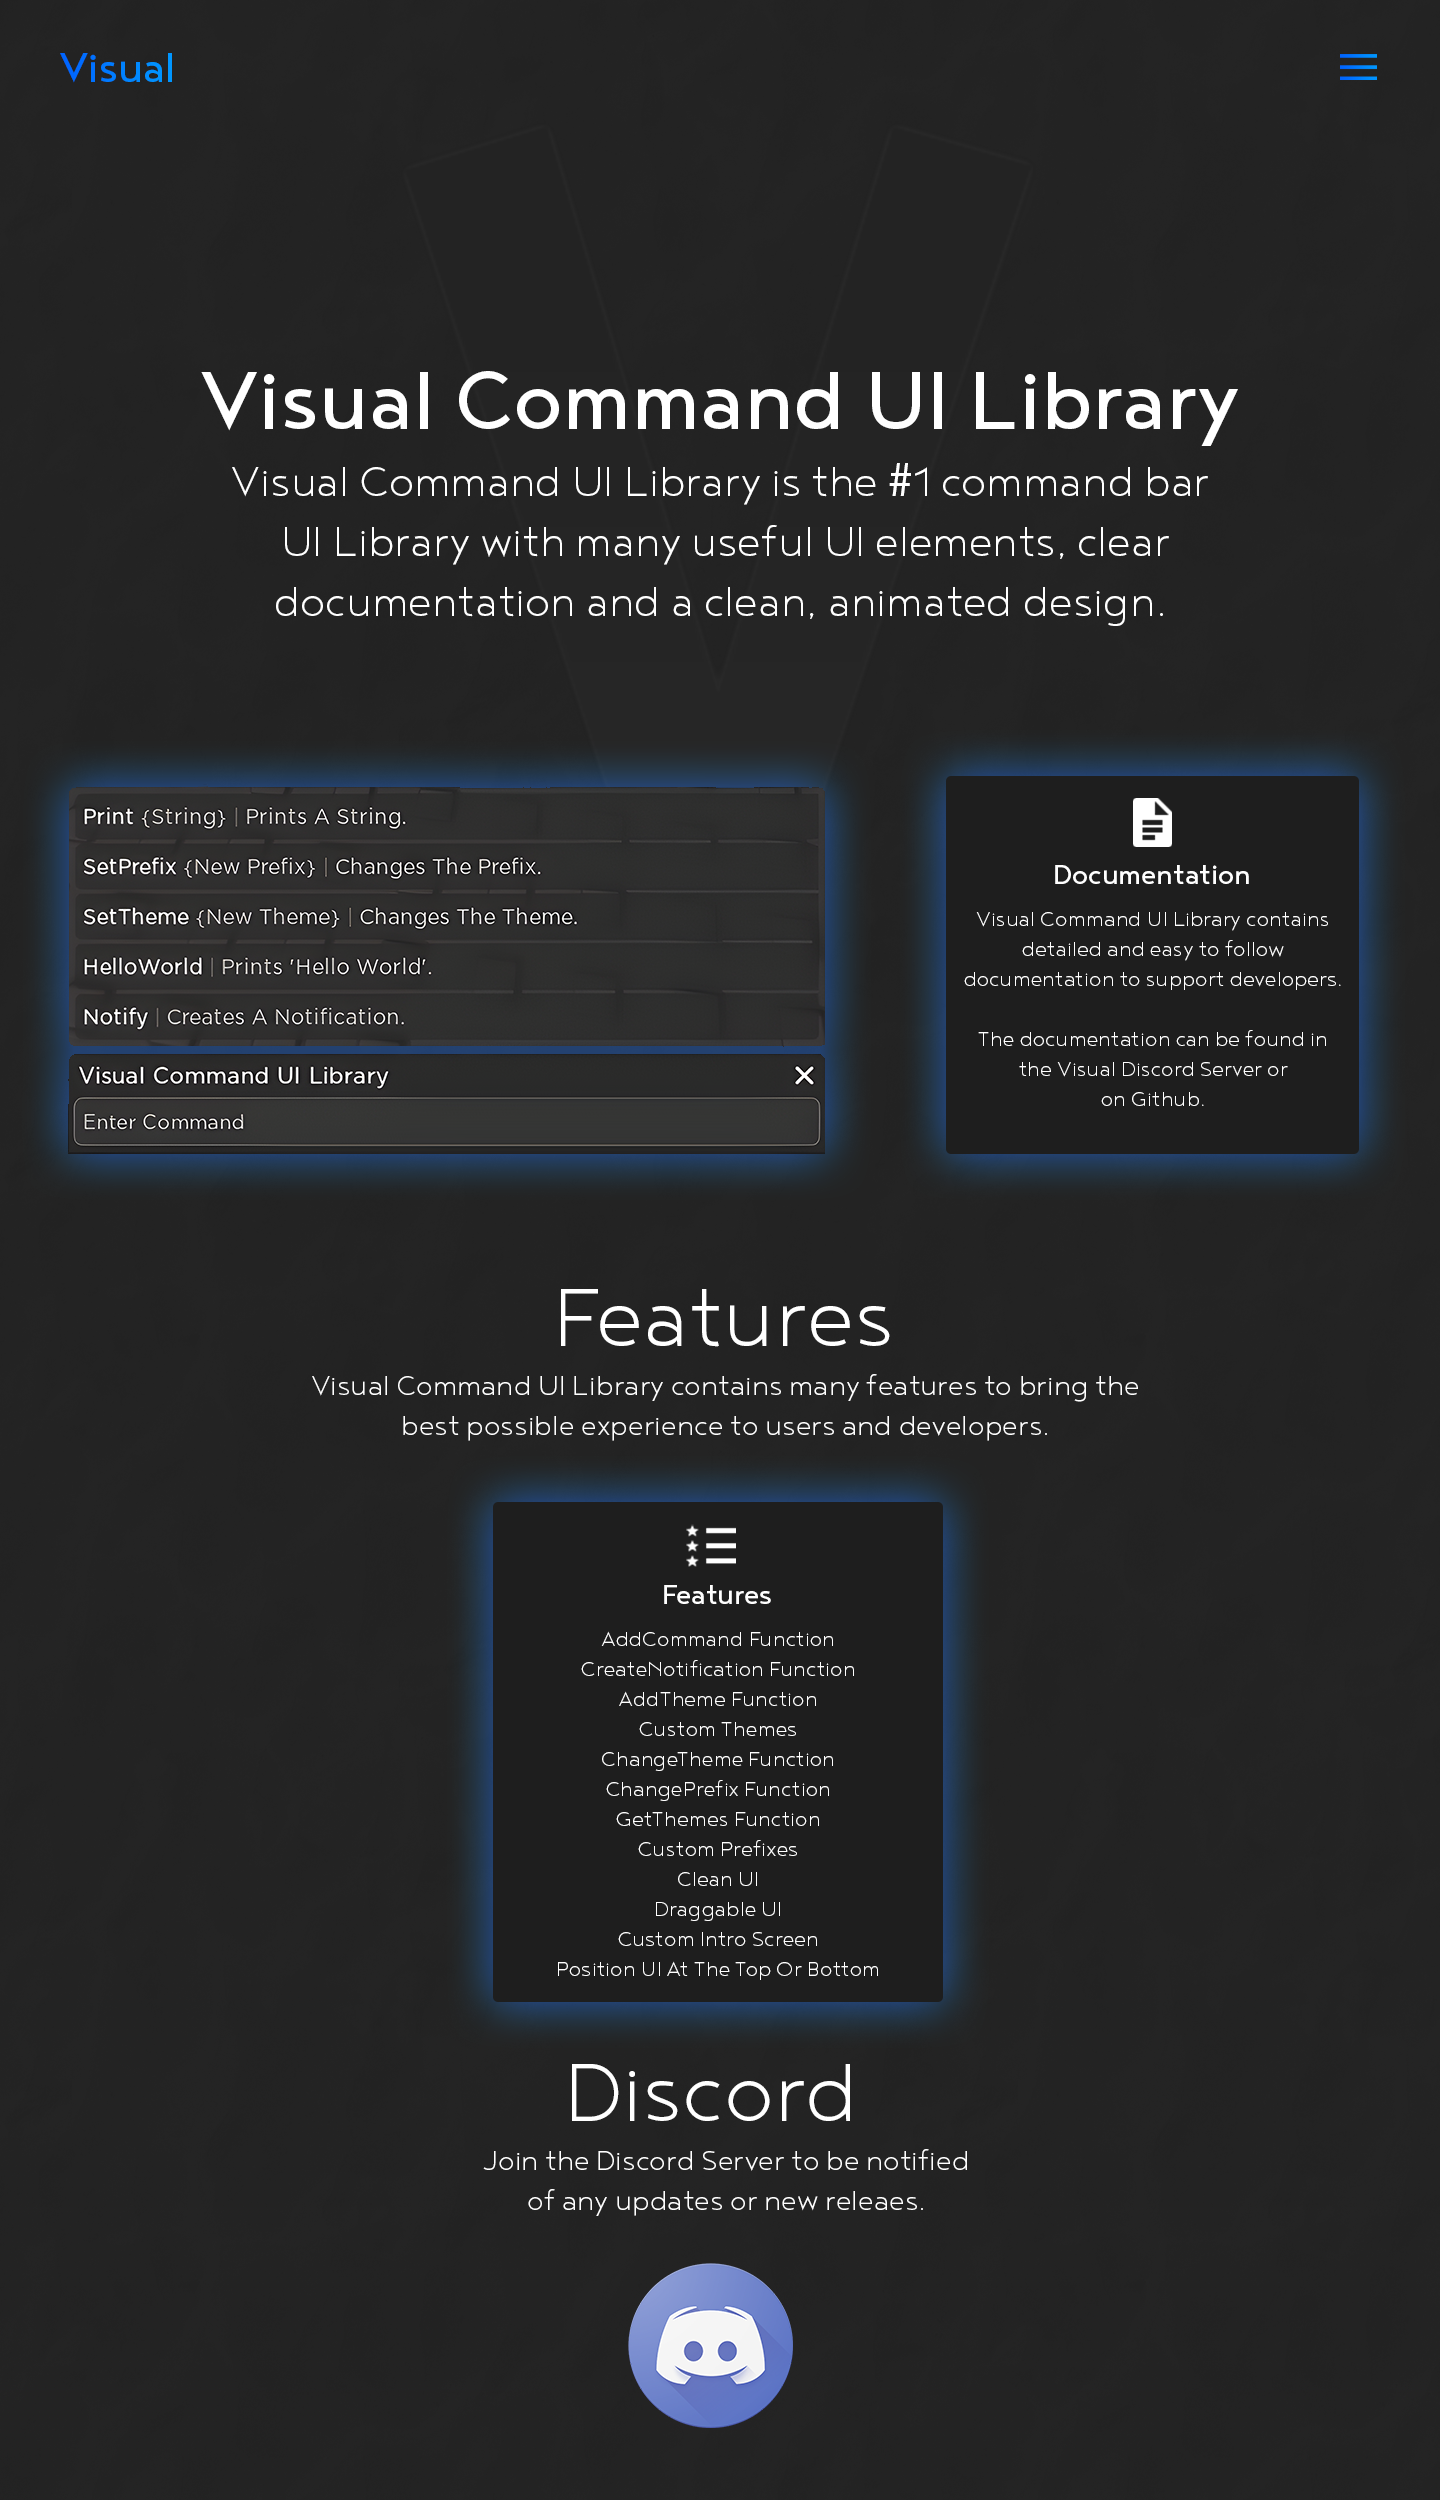 Visual
Visual Command UI Library
Visual Command UI Library is the #1 command bar
UI Library with many useful UI elements, clear
documentation and a clean, animated design.
Print {String} | Prints A String.
SetPrefix {New Prefix} | Changes The Prefix.
SetTheme {New Theme} | Changes The Theme.
HelloWorld | Prints 'Hello World'.
Notify | Creates A Notification.
Visual Command UI Library
Enter Command
Documentation
Visual Command UI Library contains
detailed and easy to follow
documentation to support developers.
The documentation can be found in
the Visual Discord Server or
on Github.
Features
Visual Command UI Library contains many features to bring the
best possible experience to users and developers.
Features
AddCommand Function
CreateNotification Function
AddTheme Function
Custom Themes
ChangeTheme Function
ChangePrefix Function
GetThemes Function
Custom Prefixes
Clean UI
Draggable UI
Custom Intro Screen
Position UI At The Top Or Bottom
Discord
Join the Discord Server to be notified
of any updates or new releaes.